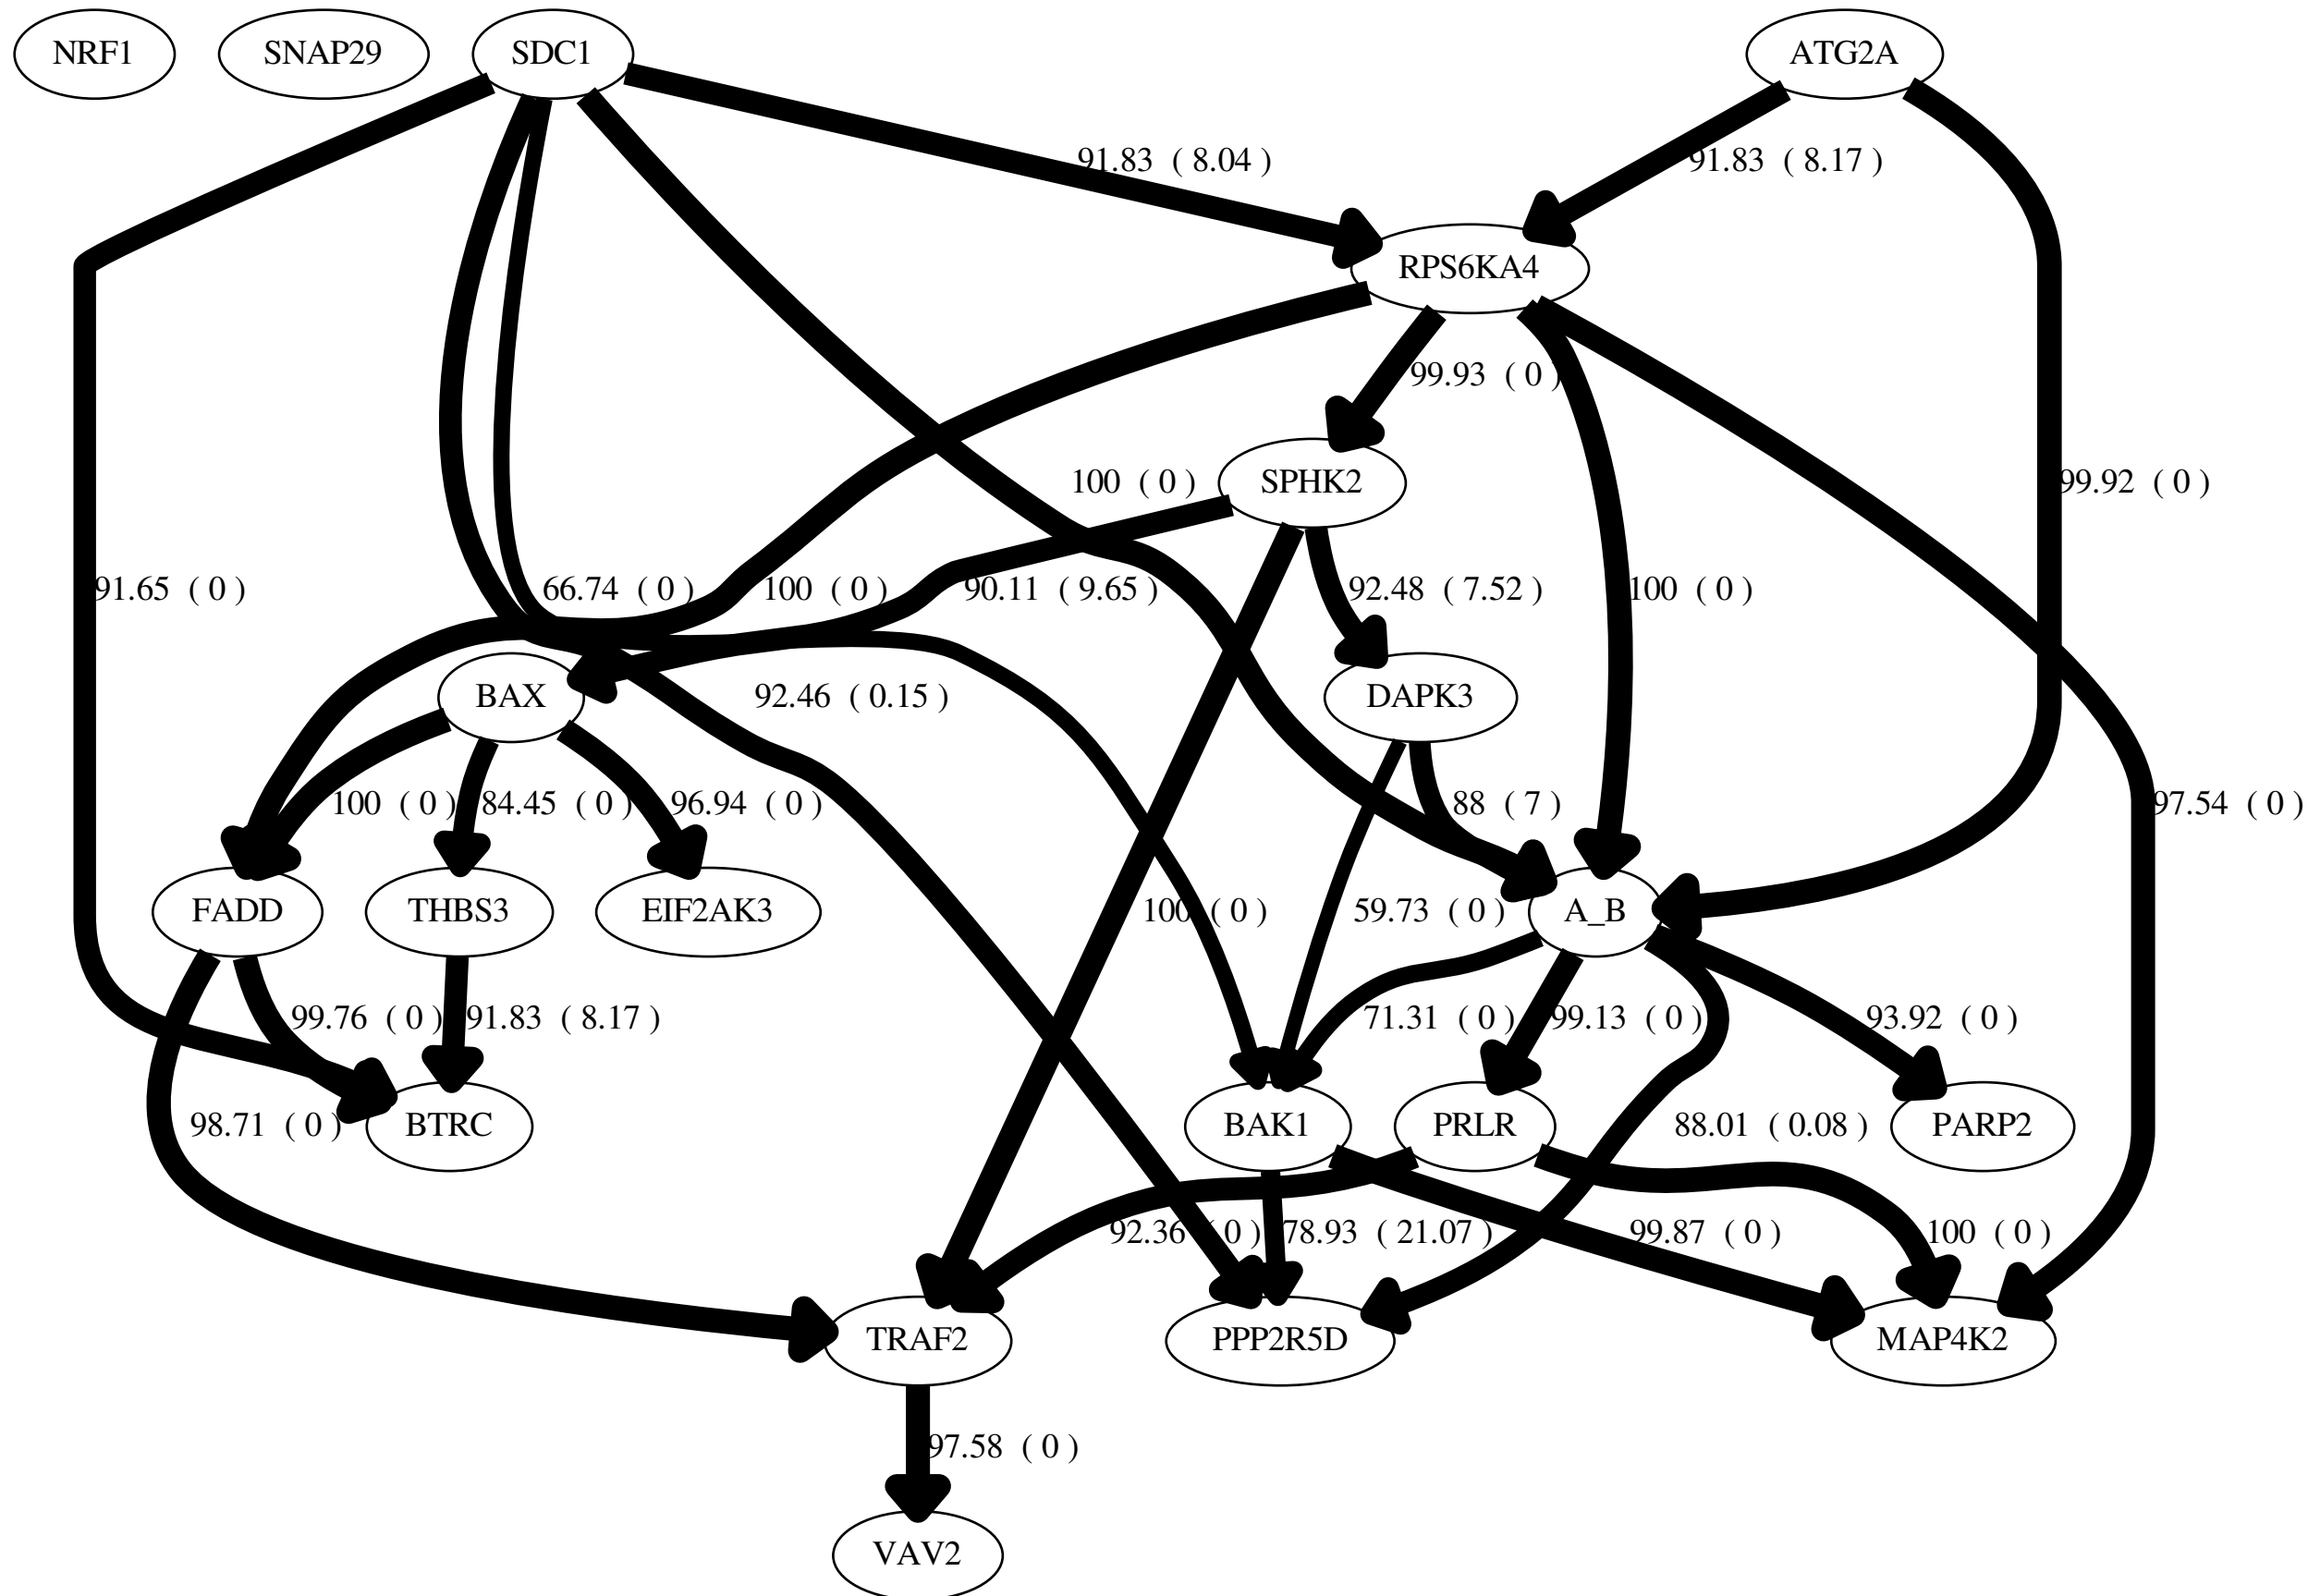 NRF1 SNAP29 SDC1 ATG2A
91.83 ( 8.04 ) 91.83 ( 8.17 )
RPS6KA4
99.93 ( 0 )
100 ( 0 ) SPHK2 99.92 ( 0 )
91.65 ( 0 ) 66.74 ( 0 ) 100 ( 0 ) 90.11 ( 9.65 ) 92.48 ( 7.52 ) 100 ( 0 )
BAX 92.46 ( 0.15 ) DAPK3
100 ( 0 ) 84.45 ( 0 ) 96.94 ( 0 ) 88 ( 7 ) 97.54 ( 0 )
FADD THBS3 EIF2AK3 100 ( 0 ) 59.73 ( 0 ) A_B
99.76 ( 0 ) 91.83 ( 8.17 ) 71.31 ( 0 ) 99.13 ( 0 ) 93.92 ( 0 )
98.71 ( 0 ) BTRC BAK1 PRLR 88.01 ( 0.08 ) PARP2
92.36 ( 0 ) 78.93 ( 21.07 ) 99.87 ( 0 ) 100 ( 0 )
TRAF2 PPP2R5D MAP4K2
97.58 ( 0 )
VAV2